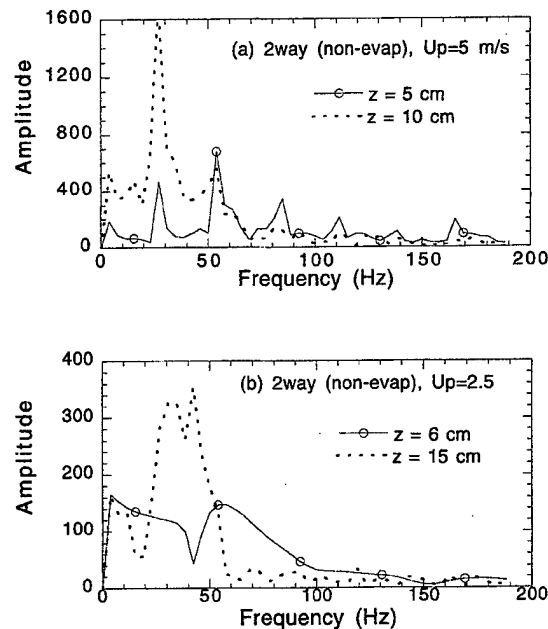 1600
1200
800
400
0
Amplitude
(a) 2way (non-evap), Up=5 m/s
z = 5 cm
z = 10 cm
0 50 100 150 200
Frequency (Hz)
400
300
200
100
0
Amplitude
(b) 2way (non-evap), Up=2.5
z = 6 cm
z = 15 cm
0 50 100 150 200
Frequency (Hz)